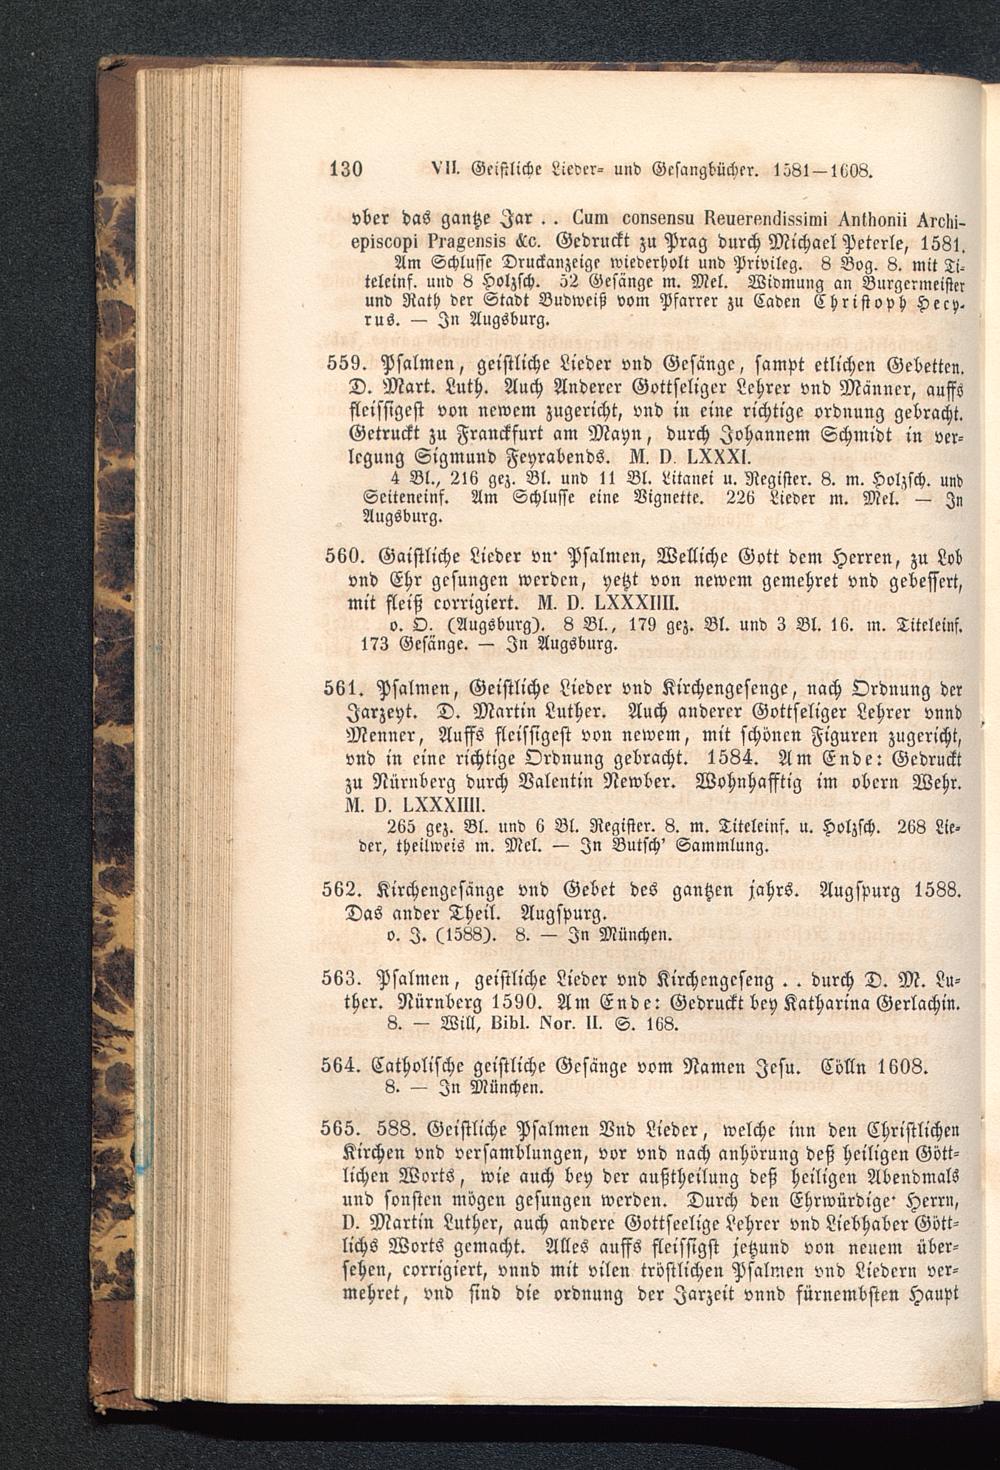 130 VII. Geistliche Lieder- und Gesangbücher. 1581—1608.
vber das gantze Jar . . Cum consensu Reuerendissimi Anthonii Archi-
episcopi Pragensis &c. Gedruckt zu Prag durch Michael Peterle, 1581.
Am Schlusse Druckanzeige wiederholt und Privileg. 8 Bog. 8. mit Ti-
teleinf. und 8 Holzsch. 52 Gesänge m. Mel. Widmung an Burgermeister
und Rath der Stadt Budweiß vom Pfarrer zu Caden Christoph Hecy-
rus. — In Augsburg.
559. Psalmen, geistliche Lieder vnd Gesänge, sampt etlichen Gebetten.
D. Mart. Luth. Auch Anderer Gottseliger Lehrer vnd Männer, auffs
fleissigest von newem zugericht, vnd in eine richtige ordnung gebracht.
Getruckt zu Franckfurt am Mayn, durch Johannem Schmidt in ver-
legung Sigmund Feyrabends. M. D. LXXXI.
4 Bl., 216 gez. Bl. und 11 Bl. Litanei u. Register. 8. m. Holzsch. und
Seiteneinf. Am Schlusse eine Vignette. 226 Lieder m. Mel. — In
Augsburg.
560. Gaistliche Lieder vn· Psalmen, Welliche Gott dem Herren, zu Lob
vnd Ehr gesungen werden, yetzt von newem gemehret vnd gebessert,
mit fleiß corrigiert. M. D. LXXXIIII.
o. O. (Augsburg). 8 Bl., 179 gez. Bl. und 3 Bl. 16. m. Titeleinf.
173 Gesänge. — In Augsburg.
561. Psalmen, Geistliche Lieder vnd Kirchengesenge, nach Ordnung der
Jarzeyt. D. Martin Luther. Auch anderer Gottseliger Lehrer vnnd
Menner, Auffs fleissigest von newem, mit schönen Figuren zugericht,
vnd in eine richtige Ordnung gebracht. 1584. Am Ende: Gedruckt
zu Nürnberg durch Valentin Newber. Wohnhafftig im obern Wehr.
M. D. LXXXIIII.
265 gez. Bl. und 6 Bl. Register. 8. m. Titeleinf. u. Holzsch. 268 Lie-
der, theilweis m. Mel. — In Butsch' Sammlung.
562. Kirchengesänge vnd Gebet des gantzen jahrs. Augspurg 1588.
Das ander Theil. Augspurg.
o. J. (1588). 8. — In München.
563. Psalmen, geistliche Lieder vnd Kirchengeseng . . durch D. M. Lu-
ther. Nürnberg 1590. Am Ende: Gedruckt bey Katharina Gerlachin.
8. — Will, Bibl. Nor. II. S. 168.
564. Catholische geistliche Gesänge vom Namen Jesu. Cölln 1608.
8. — In München.
565. 588. Geistliche Psalmen Vnd Lieder, welche inn den Christlichen
Kirchen vnd versamblungen, vor vnd nach anhörung deß heiligen Gött-
lichen Worts, wie auch bey der außtheilung deß heiligen Abendmals
und sonsten mögen gesungen werden. Durch den Ehrwürdige· Herrn,
D. Martin Luther, auch andere Gottseelige Lehrer vnd Liebhaber Gött-
lichs Worts gemacht. Alles auffs fleissigst jetzund von neuem über-
sehen, corrigiert, vnnd mit vilen tröstlichen Psalmen vnd Liedern ver-
mehret, vnd sind die ordnung der Jarzeit vnnd fürnembsten Haupt